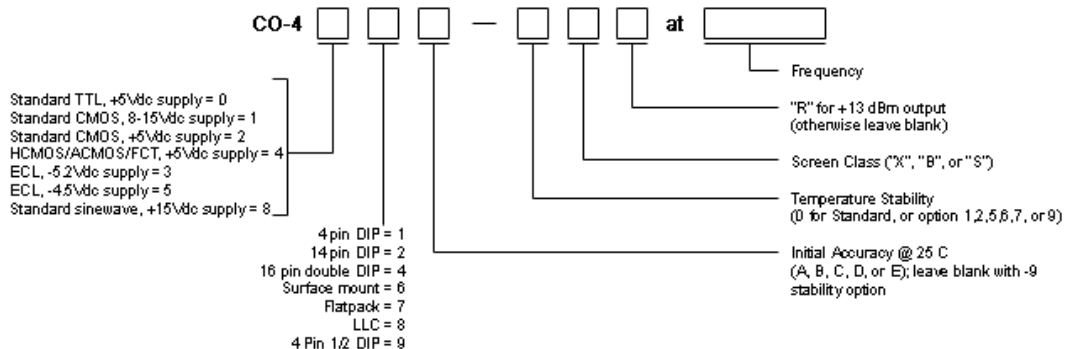 CO-4 — at
Standard TTL, +5Vdc supply = 0
Standard CMOS, 8-15Vdc supply = 1
Standard CMOS, +5Vdc supply = 2
HCMOS/ACMOS/FCT, +5Vdc supply = 4
ECL, -5.2Vdc supply = 3
ECL, -4.5Vdc supply = 5
Standard sinewave, +15Vdc supply = 8
4 pin DIP = 1
14 pin DIP = 2
16 pin double DIP = 4
Surface mount = 6
Flatpack = 7
LLC = 8
4 Pin 1/2 DIP = 9
Frequency
"R" for +13 dBm output
(otherwise leave blank)
Screen Class ("X", "B", or "S")
Temperature Stability
(0 for Standard, or option 1,2,5,6,7, or 9)
Initial Accuracy @ 25 C
(A, B, C, D, or E); leave blank with -9
stability option